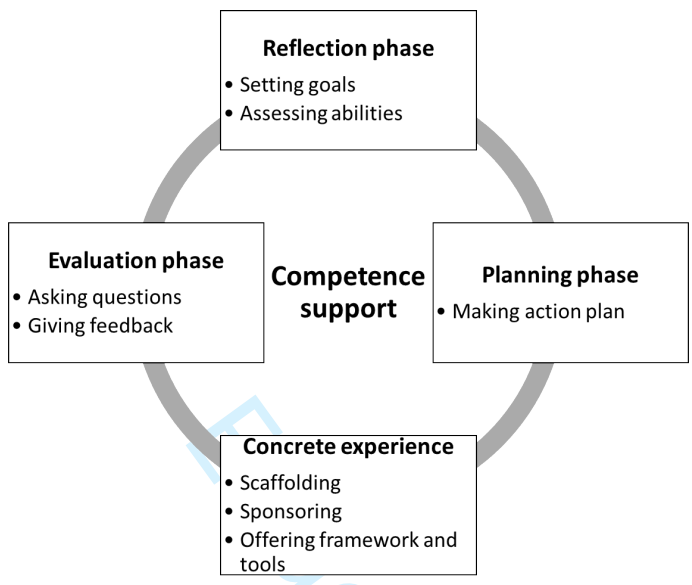 Reflection phase
• Setting goals
• Assessing abilities
Evaluation phase
• Asking questions
• Giving feedback
Competence
support
Planning phase
• Making action plan
Concrete experience
• Scaffolding
• Sponsoring
• Offering framework and
tools